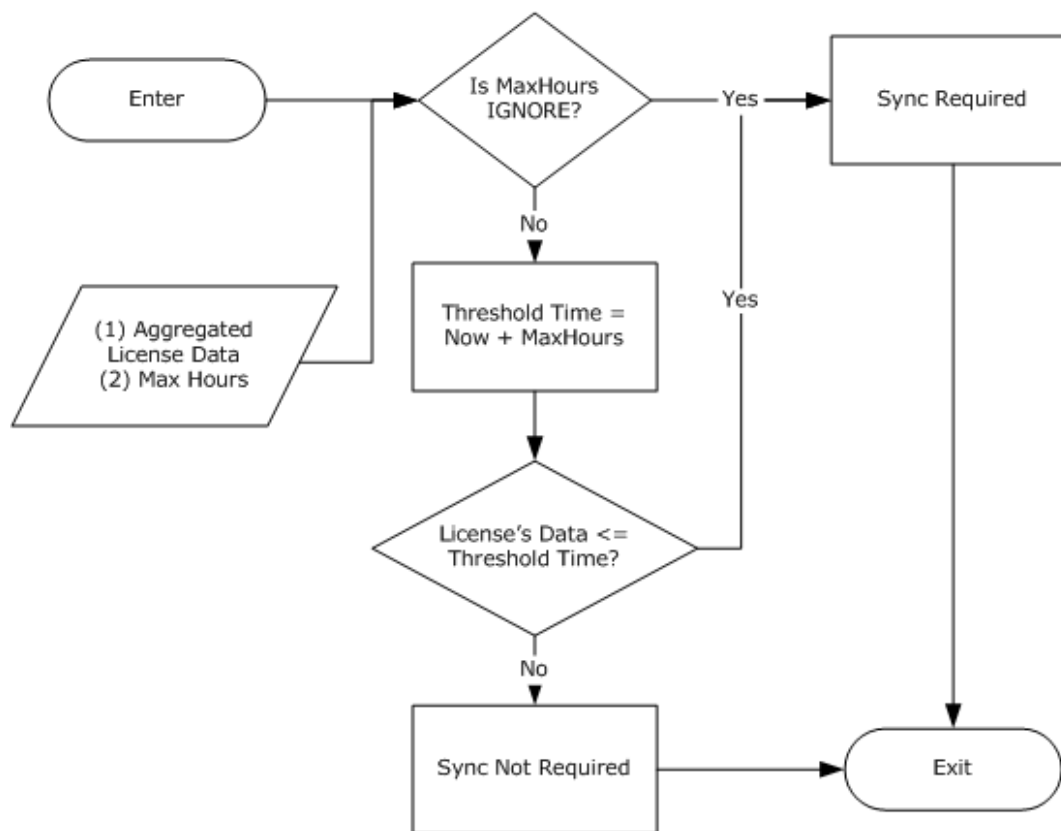 Enter
Is MaxHours
IGNORE?
Yes
Sync Required
No
(1) Aggregated
License Data
(2) Max Hours
Threshold Time =
Now + MaxHours
Yes
License's Data <=
Threshold Time?
No
Sync Not Required
Exit